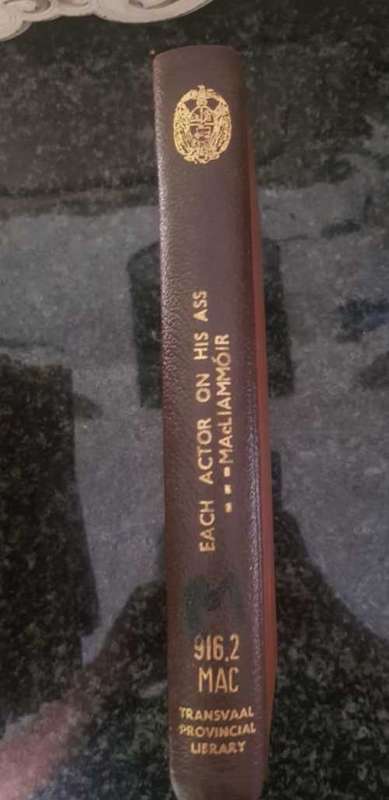 EACH ACTOR ON HIS ASS
---MACLIAMMÓIR
916.2
MAC
TRANSVAAL
PROVINCIAL
LIBRARY